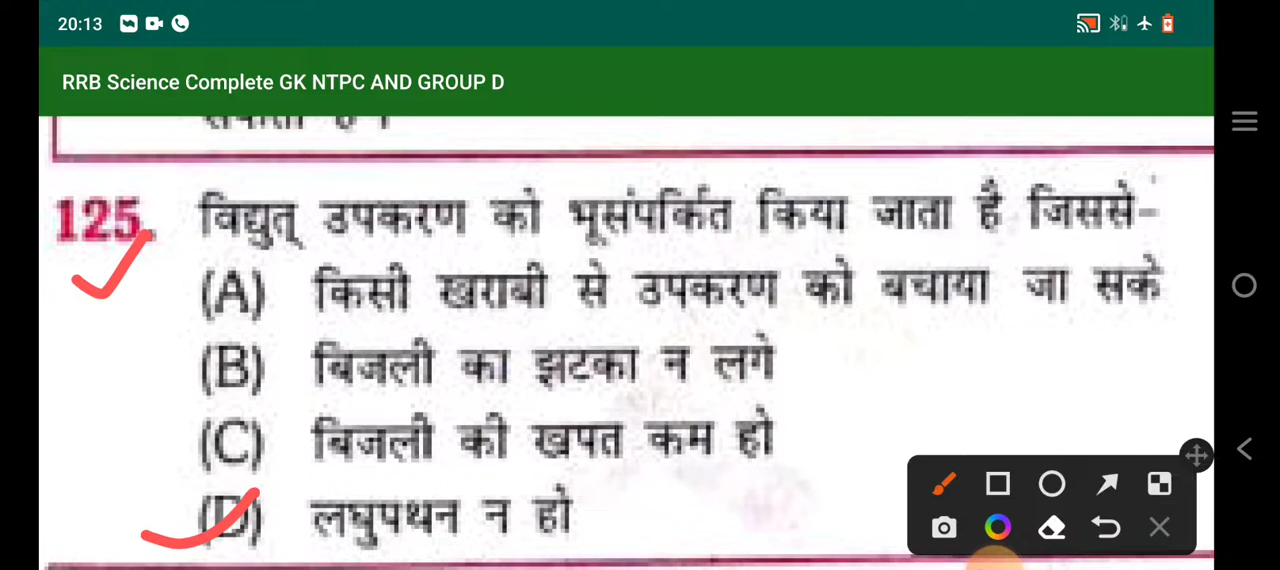 20:13
RRB Science Complete GK NTPC AND GROUP D
125. विद्युत् उपकरण को भूसंपर्कित किया जाता है जिससे-
(A) किसी खराबी से उपकरण को बचाया जा सके
(B) बिजली का झटका न लगे
(C) बिजली की खपत कम हो
(D) लघुपथन न हो